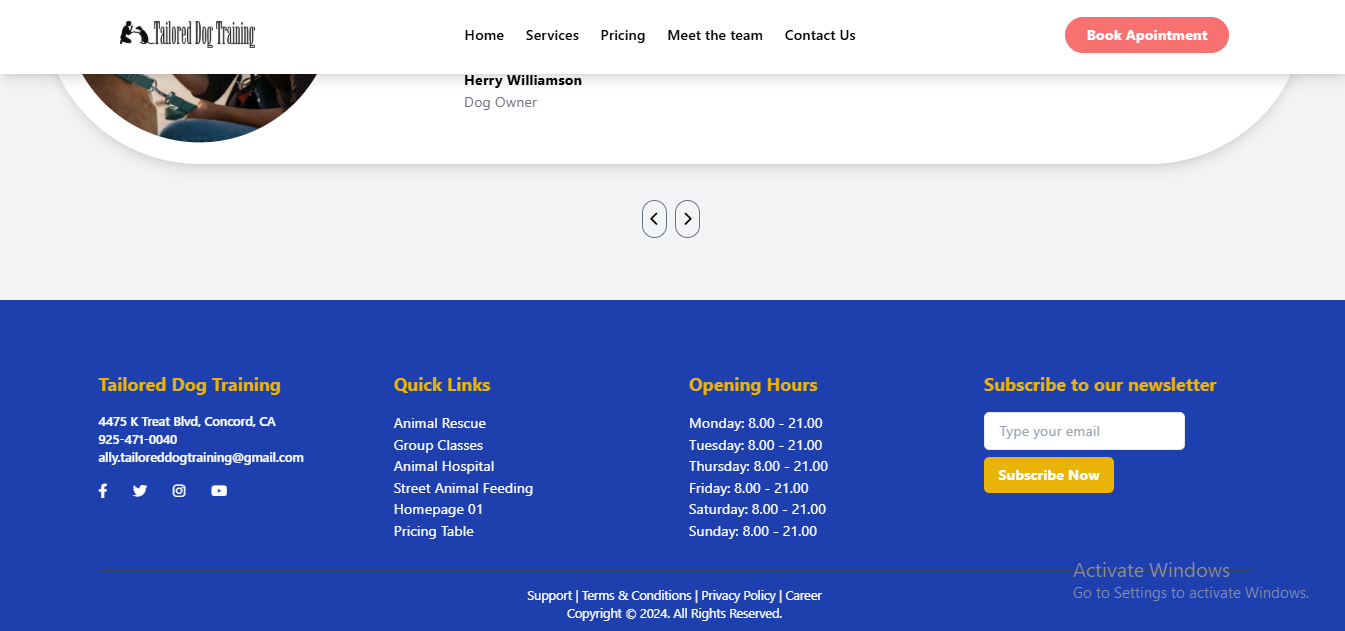 Tailored Dog Training
Home Services Pricing Meet the team Contact Us
Book Apointment
Herry Williamson
Dog Owner
Tailored Dog Training
4475 K Treat Blvd, Concord, CA
925-471-0040
ally.tailoreddogtraining@gmail.com
Quick Links
Animal Rescue
Group Classes
Animal Hospital
Street Animal Feeding
Homepage 01
Pricing Table
Opening Hours
Monday: 8.00 - 21.00
Tuesday: 8.00 - 21.00
Thursday: 8.00 - 21.00
Friday: 8.00 - 21.00
Saturday: 8.00 - 21.00
Sunday: 8.00 - 21.00
Subscribe to our newsletter
Type your email
Subscribe Now
Support | Terms & Conditions | Privacy Policy | Career
Copyright © 2024. All Rights Reserved.
Activate Windows
Go to Settings to activate Windows.